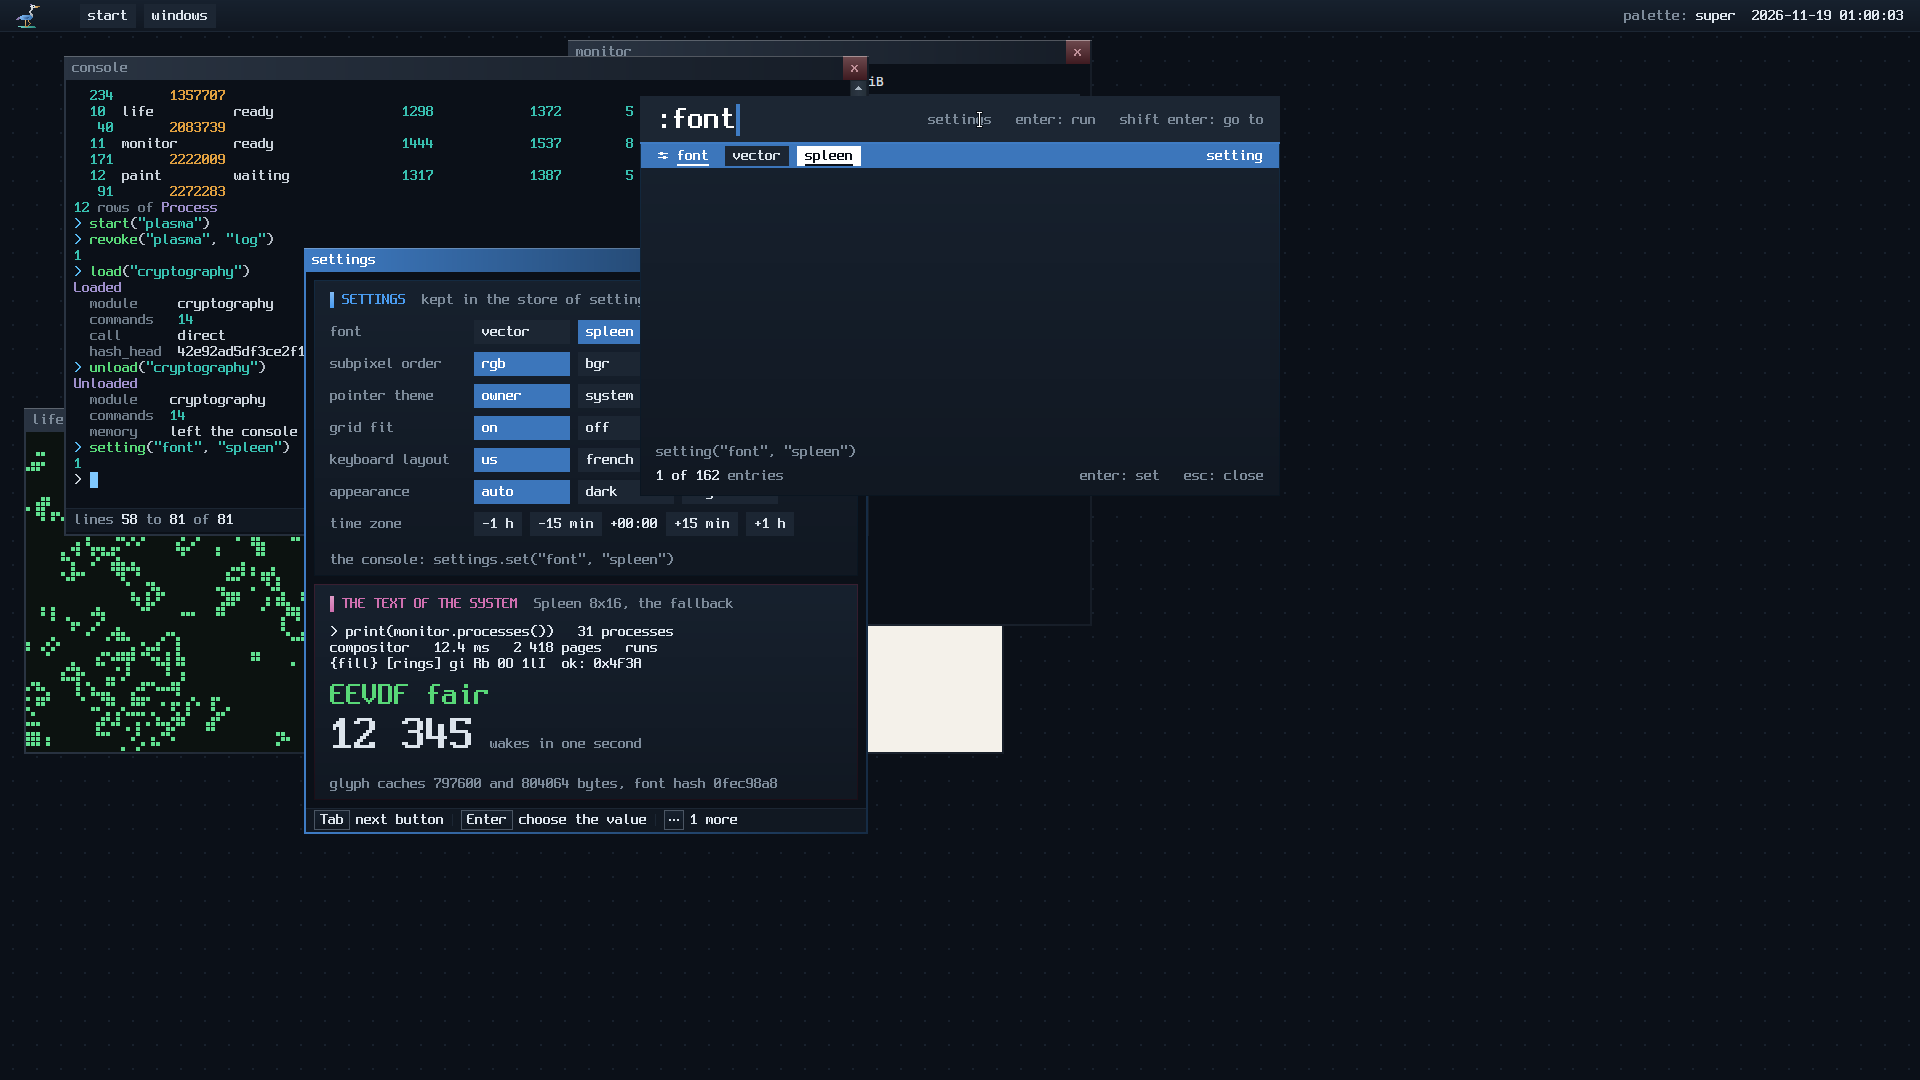 start windows palette: super 2026-11-19 01:00:03
monitor
iB
console
234 1357707
10 life ready 1298 1372 5
40 2083739
11 monitor ready 1444 1537 8
171 2222009
12 paint waiting 1317 1387 5
91 2272283
12 rows of Process
> start("plasma")
> revoke("plasma", "log")
1
> load("cryptography")
Loaded
module cryptography
commands 14
call direct
hash_head 42e92ad5df3ce2f1
> unload("cryptography")
Unloaded
module cryptography
commands 14
memory left the console
> setting("font", "spleen")
1
>
lines 58 to 81 of 81
life
:font settings enter: run shift enter: go to
font vector spleen setting
setting("font", "spleen")
1 of 162 entries enter: set esc: close
settings
SETTINGS kept in the store of setting
font vector spleen
subpixel order rgb bgr
pointer theme owner system
grid fit on off
keyboard layout us french
appearance auto dark
time zone -1 h -15 min +00:00 +15 min +1 h
the console: settings.set("font", "spleen")
THE TEXT OF THE SYSTEM Spleen 8x16, the fallback
> print(monitor.processes()) 31 processes
compositor 12.4 ms 2 418 pages runs
{fill} [rings] gi Rb 0O 1lI ok: 0x4F3A
EEVDF fair
12 345 wakes in one second
glyph caches 797600 and 804064 bytes, font hash 0fec98a8
Tab next button Enter choose the value ... 1 more